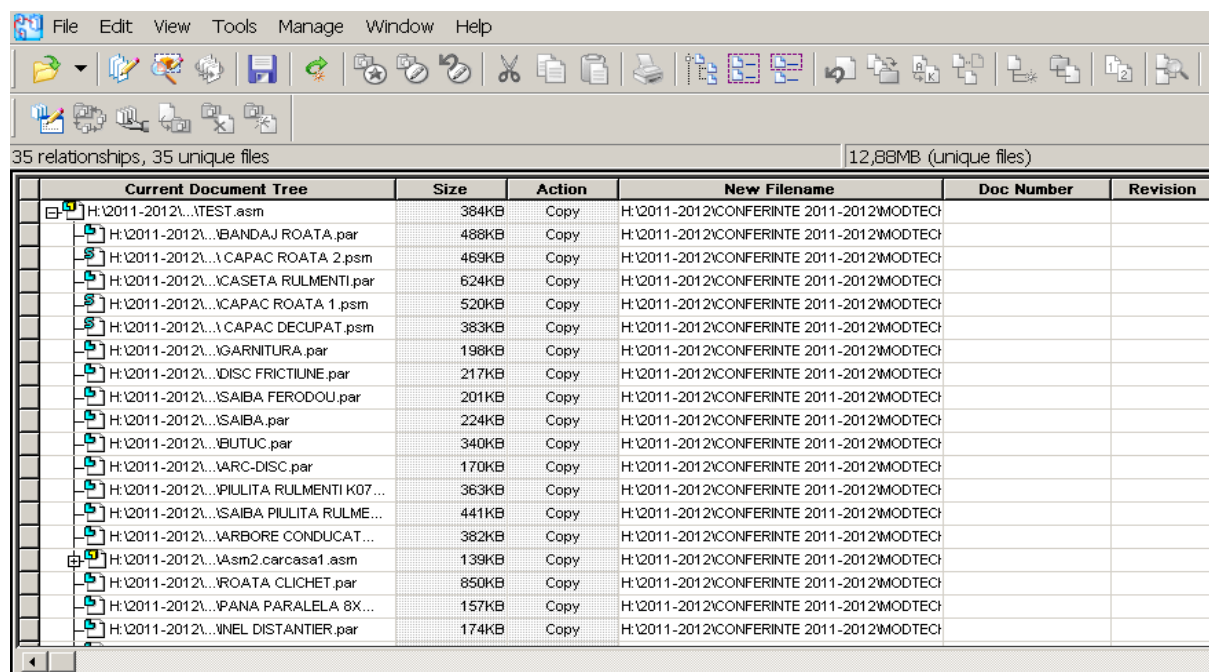 File Edit View Tools Manage Window Help
35 relationships, 35 unique files 12,88MB (unique files)
Current Document Tree Size Action New Filename Doc Number Revision
H:\2011-2012\...\TEST.asm 384KB Copy H:\2011-2012\CONFERINTE 2011-2012\MODTECH
H:\2011-2012\...\BANDAJ ROATA.par 488KB Copy H:\2011-2012\CONFERINTE 2011-2012\MODTECH
H:\2011-2012\...\ CAPAC ROATA 2.psm 469KB Copy H:\2011-2012\CONFERINTE 2011-2012\MODTECH
H:\2011-2012\...\CASETA RULMENTI.par 624KB Copy H:\2011-2012\CONFERINTE 2011-2012\MODTECH
H:\2011-2012\...\CAPAC ROATA 1.psm 520KB Copy H:\2011-2012\CONFERINTE 2011-2012\MODTECH
H:\2011-2012\...\ CAPAC DECUPAT.psm 383KB Copy H:\2011-2012\CONFERINTE 2011-2012\MODTECH
H:\2011-2012\...\GARNITURA.par 198KB Copy H:\2011-2012\CONFERINTE 2011-2012\MODTECH
H:\2011-2012\...\DISC FRICTIUNE.par 217KB Copy H:\2011-2012\CONFERINTE 2011-2012\MODTECH
H:\2011-2012\...\SAIBA FERODOU.par 201KB Copy H:\2011-2012\CONFERINTE 2011-2012\MODTECH
H:\2011-2012\...\SAIBA.par 224KB Copy H:\2011-2012\CONFERINTE 2011-2012\MODTECH
H:\2011-2012\...\BUTUC.par 340KB Copy H:\2011-2012\CONFERINTE 2011-2012\MODTECH
H:\2011-2012\...\ARC-DISC.par 170KB Copy H:\2011-2012\CONFERINTE 2011-2012\MODTECH
H:\2011-2012\...\PIULITA RULMENTI K07... 363KB Copy H:\2011-2012\CONFERINTE 2011-2012\MODTECH
H:\2011-2012\...\SAIBA PIULITA RULME... 441KB Copy H:\2011-2012\CONFERINTE 2011-2012\MODTECH
H:\2011-2012\...\ARBORE CONDUCAT... 382KB Copy H:\2011-2012\CONFERINTE 2011-2012\MODTECH
H:\2011-2012\...\Asm2.carcasa1.asm 139KB Copy H:\2011-2012\CONFERINTE 2011-2012\MODTECH
H:\2011-2012\...\ROATA CLICHET.par 850KB Copy H:\2011-2012\CONFERINTE 2011-2012\MODTECH
H:\2011-2012\...\PANA PARALELA 8X... 157KB Copy H:\2011-2012\CONFERINTE 2011-2012\MODTECH
H:\2011-2012\...\INEL DISTANTIER.par 174KB Copy H:\2011-2012\CONFERINTE 2011-2012\MODTECH